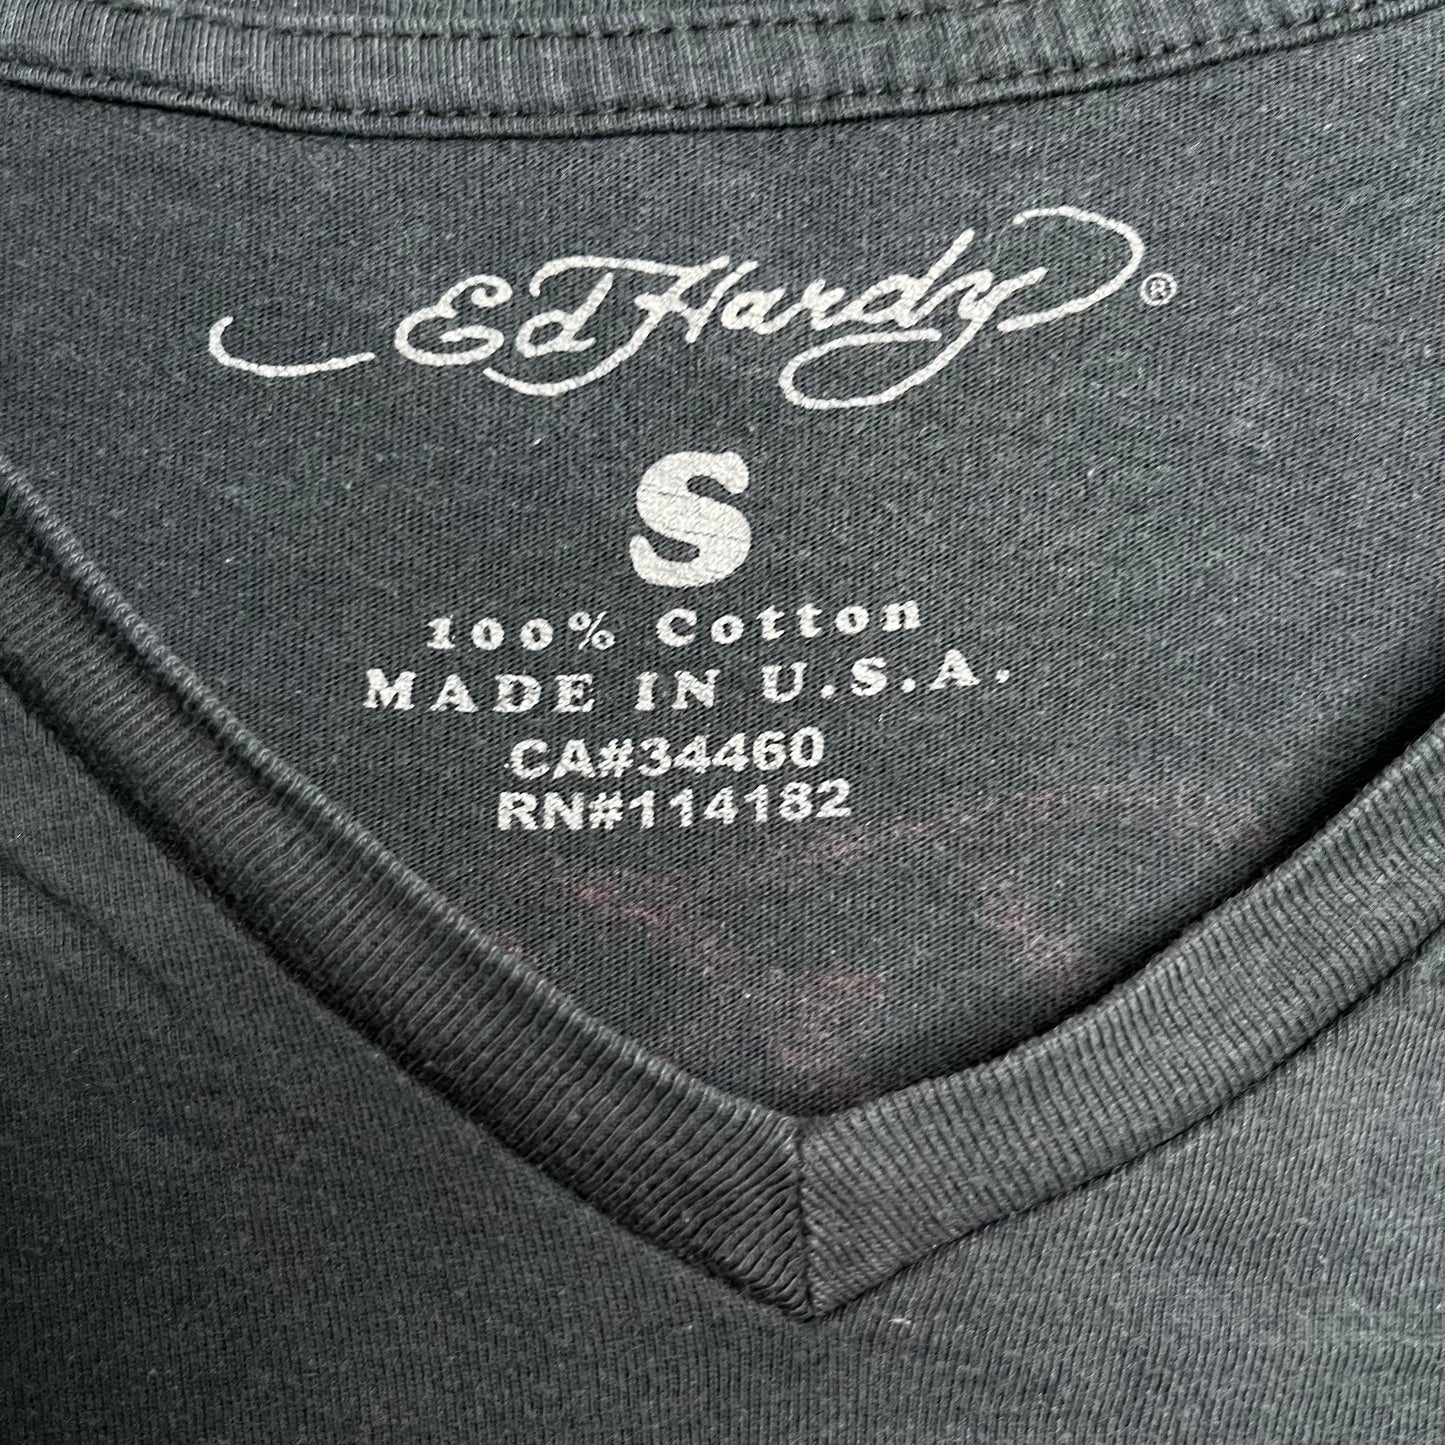 Ed Hardy®
S
100% Cotton
MADE IN U.S.A.
CA#34460
RN#114182